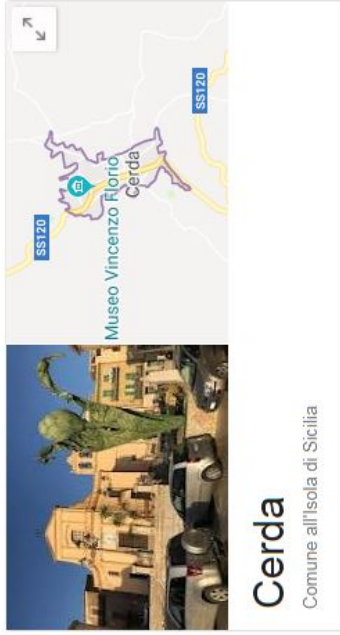 SS120
Museo Vincenzo Florio
Cerda
SS120
Cerda
Comune all'Isola di Sicilia